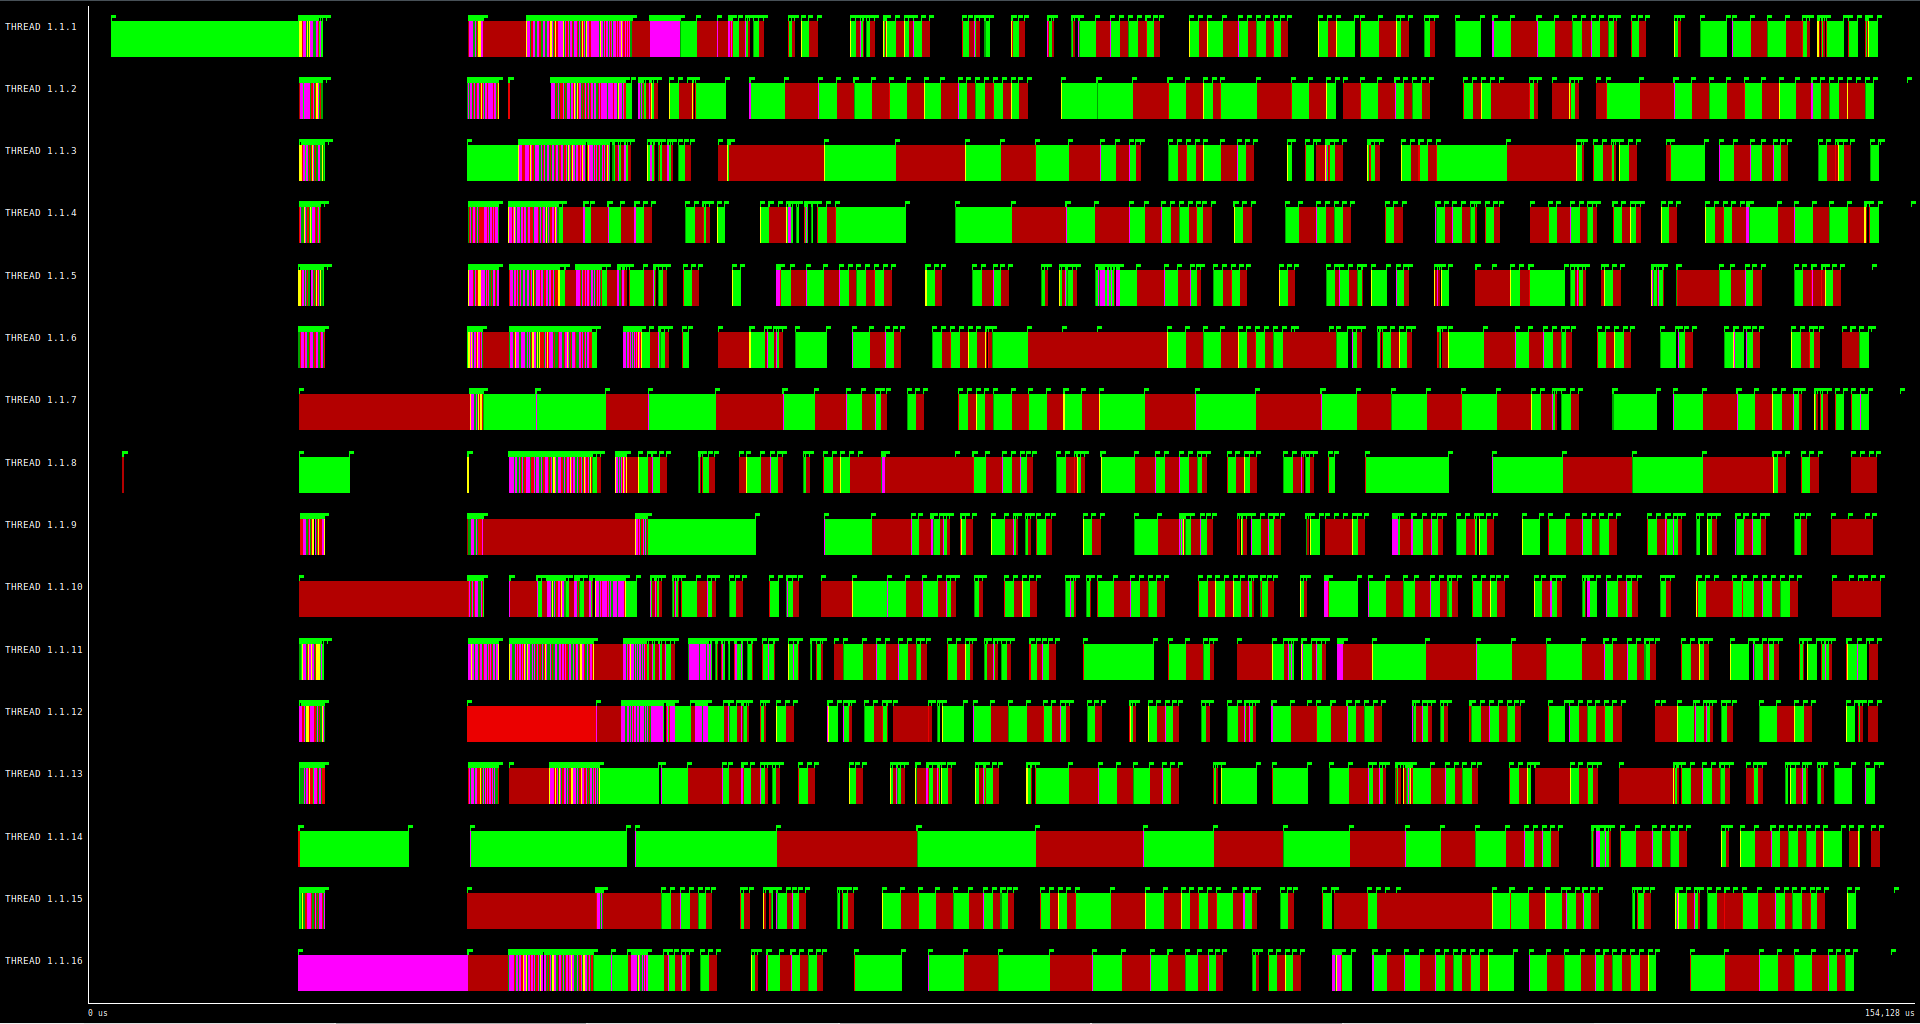 THREAD 1.1.1
THREAD 1.1.2
THREAD 1.1.3
THREAD 1.1.4
THREAD 1.1.5
THREAD 1.1.6
THREAD 1.1.7
THREAD 1.1.8
THREAD 1.1.9
THREAD 1.1.10
THREAD 1.1.11
THREAD 1.1.12
THREAD 1.1.13
THREAD 1.1.14
THREAD 1.1.15
THREAD 1.1.16
0 us 154,128 us